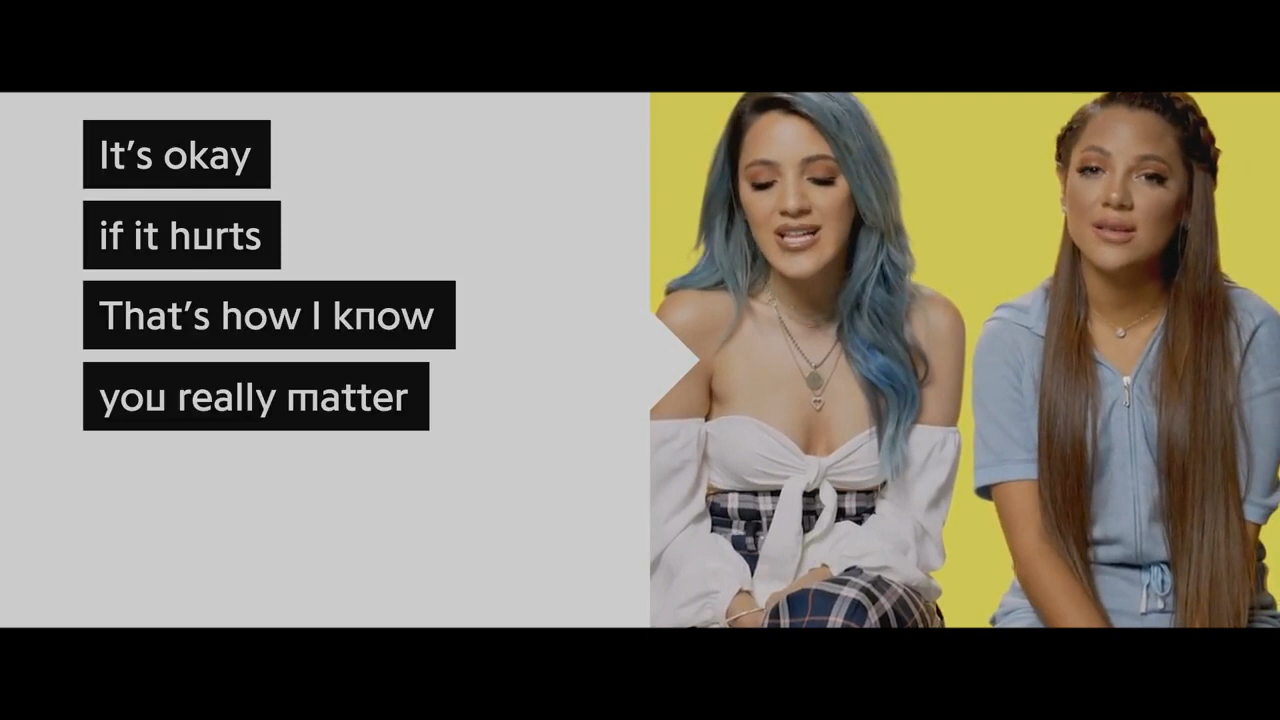 It’s okay
if it hurts
That’s how I know
you really matter